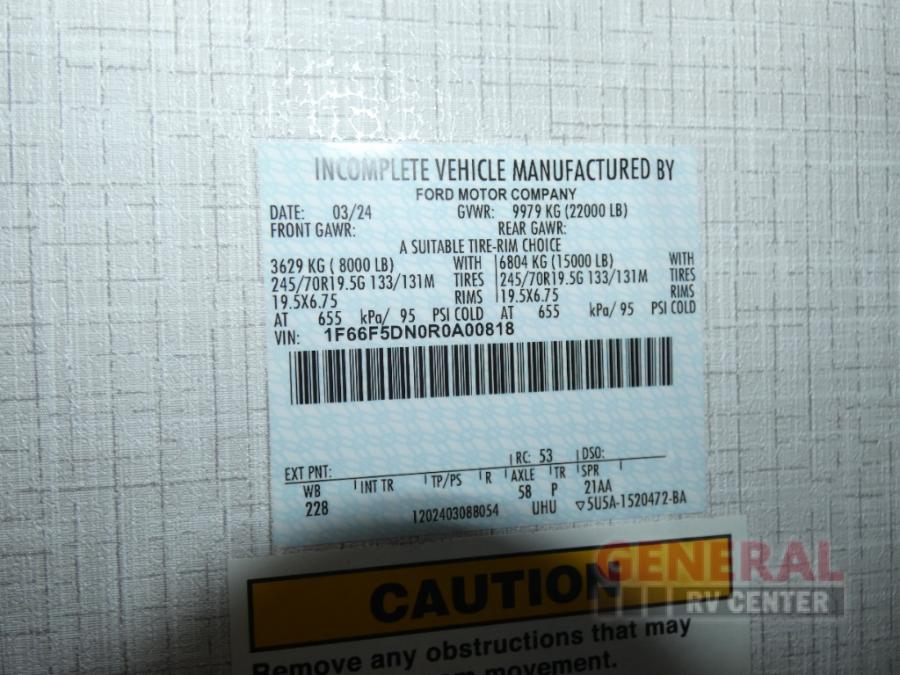 INCOMPLETE VEHICLE MANUFACTURED BY
FORD MOTOR COMPANY
DATE: 03/24 GVWR: 9979 KG (22000 LB)
FRONT GAWR: REAR GAWR:
A SUITABLE TIRE-RIM CHOICE
3629 KG ( 8000 LB) WITH 6804 KG (15000 LB) WITH
245/70R19.5G 133/131M TIRES 245/70R19.5G 133/131M TIRES
19.5X6.75 RIMS 19.5X6.75 RIMS
AT 655 kPa/ 95 PSI COLD AT 655 kPa/ 95 PSI COLD
VIN: 1F66F5DN0R0A00818
EXT PNT: RC: 53 DSO:
WB INT TR TP/PS R AXLE TR SPR
228 58 P 21AA
1202403088054 UHU 5U5A-1520472-BA
CAUTION
Remove any obstructions that may
movement.
GENERAL
RV CENTER